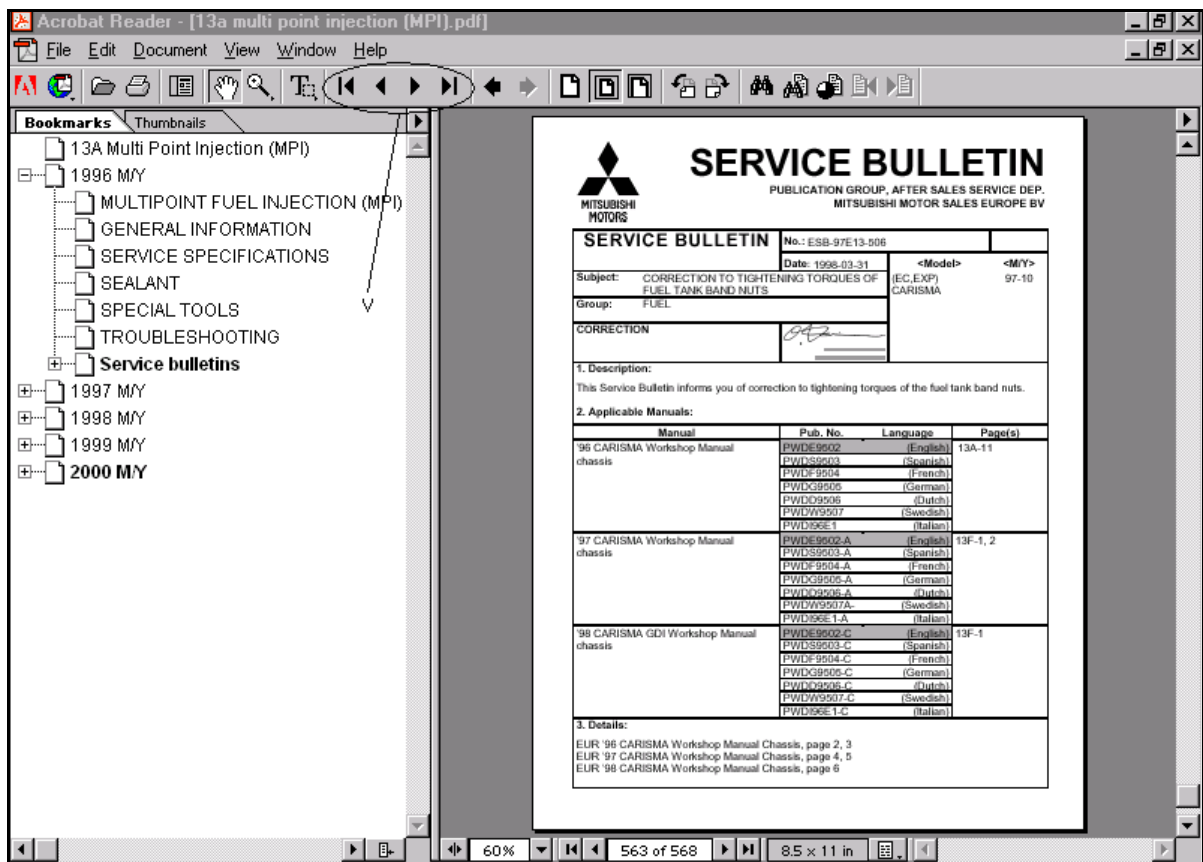 Acrobat Reader - [13a multi point injection (MPI).pdf]
File Edit Document View Window Help
Bookmarks Thumbnails
13A Multi Point Injection (MPI)
1996 M/Y
MULTIPOINT FUEL INJECTION (MPI)
GENERAL INFORMATION
SERVICE SPECIFICATIONS
SEALANT
SPECIAL TOOLS
TROUBLESHOOTING
Service bulletins
1997 M/Y
1998 M/Y
1999 M/Y
2000 M/Y
SERVICE BULLETIN
PUBLICATION GROUP, AFTER SALES SERVICE DEP.
MITSUBISHI MOTOR SALES EUROPE BV
MITSUBISHI
MOTORS
SERVICE BULLETIN No.: ESB-97E13-506
Date: 1998-03-31 <Model> <M/Y>
Subject: CORRECTION TO TIGHTENING TORQUES OF (EC,EXP) 97-10
FUEL TANK BAND NUTS CARISMA
Group: FUEL
CORRECTION
1. Description:
This Service Bulletin informs you of correction to tightening torques of the fuel tank band nuts.
2. Applicable Manuals:
Manual Pub. No. Language Page(s)
'96 CARISMA Workshop Manual PWDE9502 (English) 13A-11
chassis PWDS9503 (Spanish)
PWDF9504 (French)
PWDG9505 (German)
PWDD9506 (Dutch)
PWDW9507 (Swedish)
PWDI96E1 (Italian)
'97 CARISMA Workshop Manual PWDE9502-A (English) 13F-1, 2
chassis PWDS9503-A (Spanish)
PWDF9504-A (French)
PWDG9505-A (German)
PWDD9506-A (Dutch)
PWDW9507A- (Swedish)
PWDI96E1-A (Italian)
'98 CARISMA GDI Workshop Manual PWDE9502-C (English) 13F-1
chassis PWDS9503-C (Spanish)
PWDF9504-C (French)
PWDG9505-C (German)
PWDD9506-C (Dutch)
PWDW9507-C (Swedish)
PWDI96E1-C (Italian)
3. Details:
EUR '96 CARISMA Workshop Manual Chassis, page 2, 3
EUR '97 CARISMA Workshop Manual Chassis, page 4, 5
EUR '98 CARISMA Workshop Manual Chassis, page 6
60% 563 of 568 8.5 x 11 in